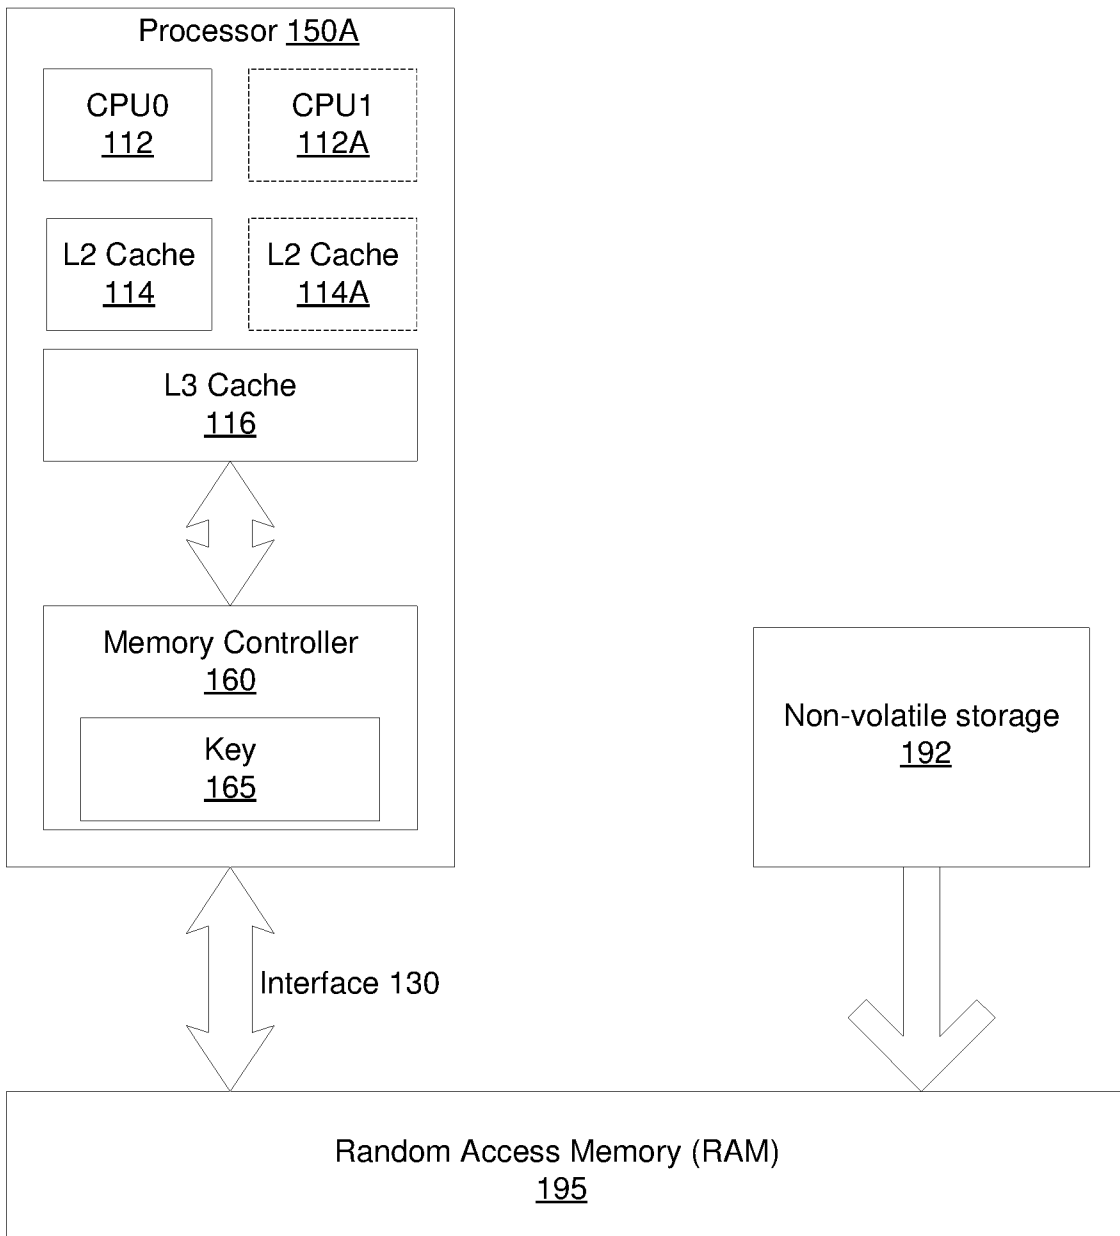 Processor 150A
CPU0
112
CPU1
112A
L2 Cache
114
L2 Cache
114A
L3 Cache
116
Memory Controller
160
Key
165
Non-volatile storage
192
Interface 130
Random Access Memory (RAM)
195